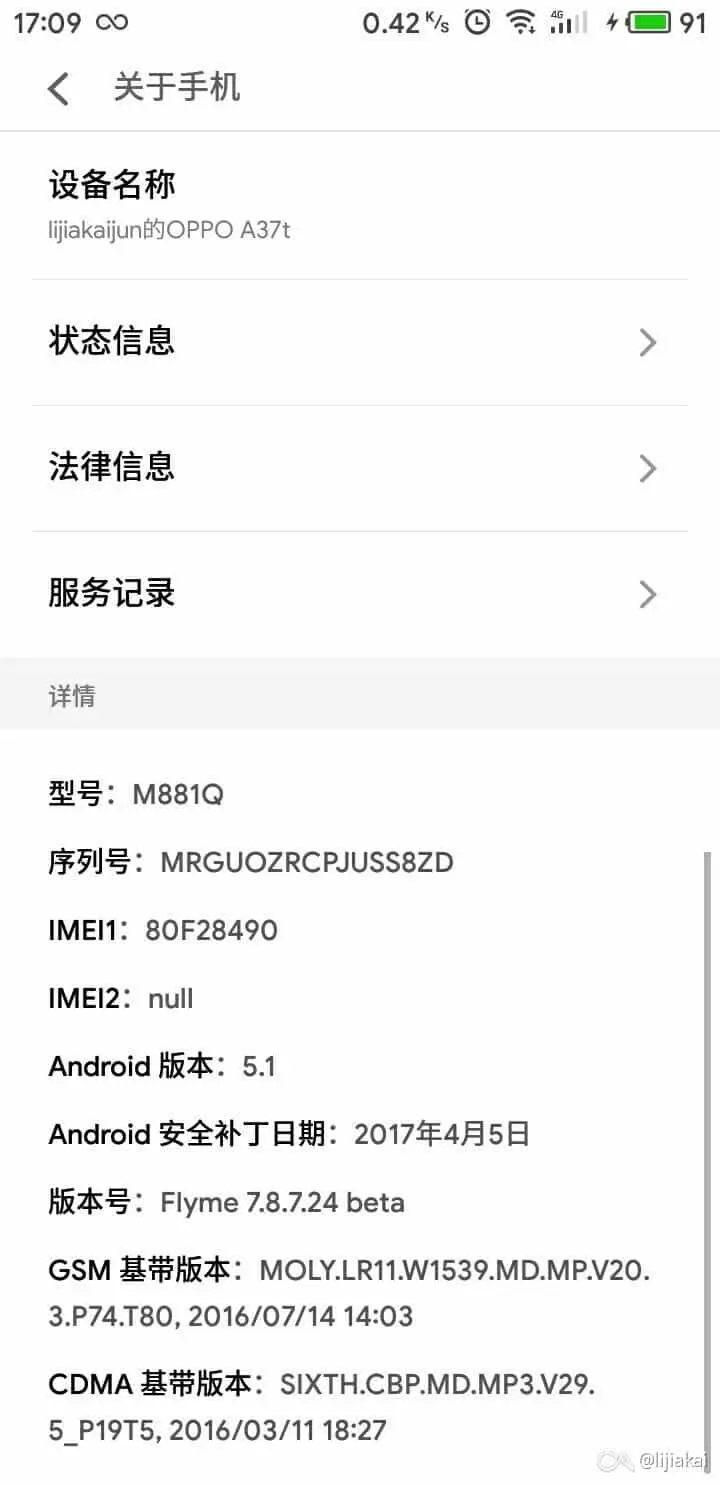 17:09 0.42 K/s 4G 91
关于手机
设备名称
lijiakaijun的OPPO A37t
状态信息
法律信息
服务记录
详情
型号：M881Q
序列号：MRGUOZRCPJUSS8ZD
IMEI1：80F28490
IMEI2：null
Android 版本：5.1
Android 安全补丁日期：2017年4月5日
版本号：Flyme 7.8.7.24 beta
GSM 基带版本：MOLY.LR11.W1539.MD.MP.V20.
3.P74.T80, 2016/07/14 14:03
CDMA 基带版本：SIXTH.CBP.MD.MP3.V29.
5_P19T5, 2016/03/11 18:27
@lijiakai